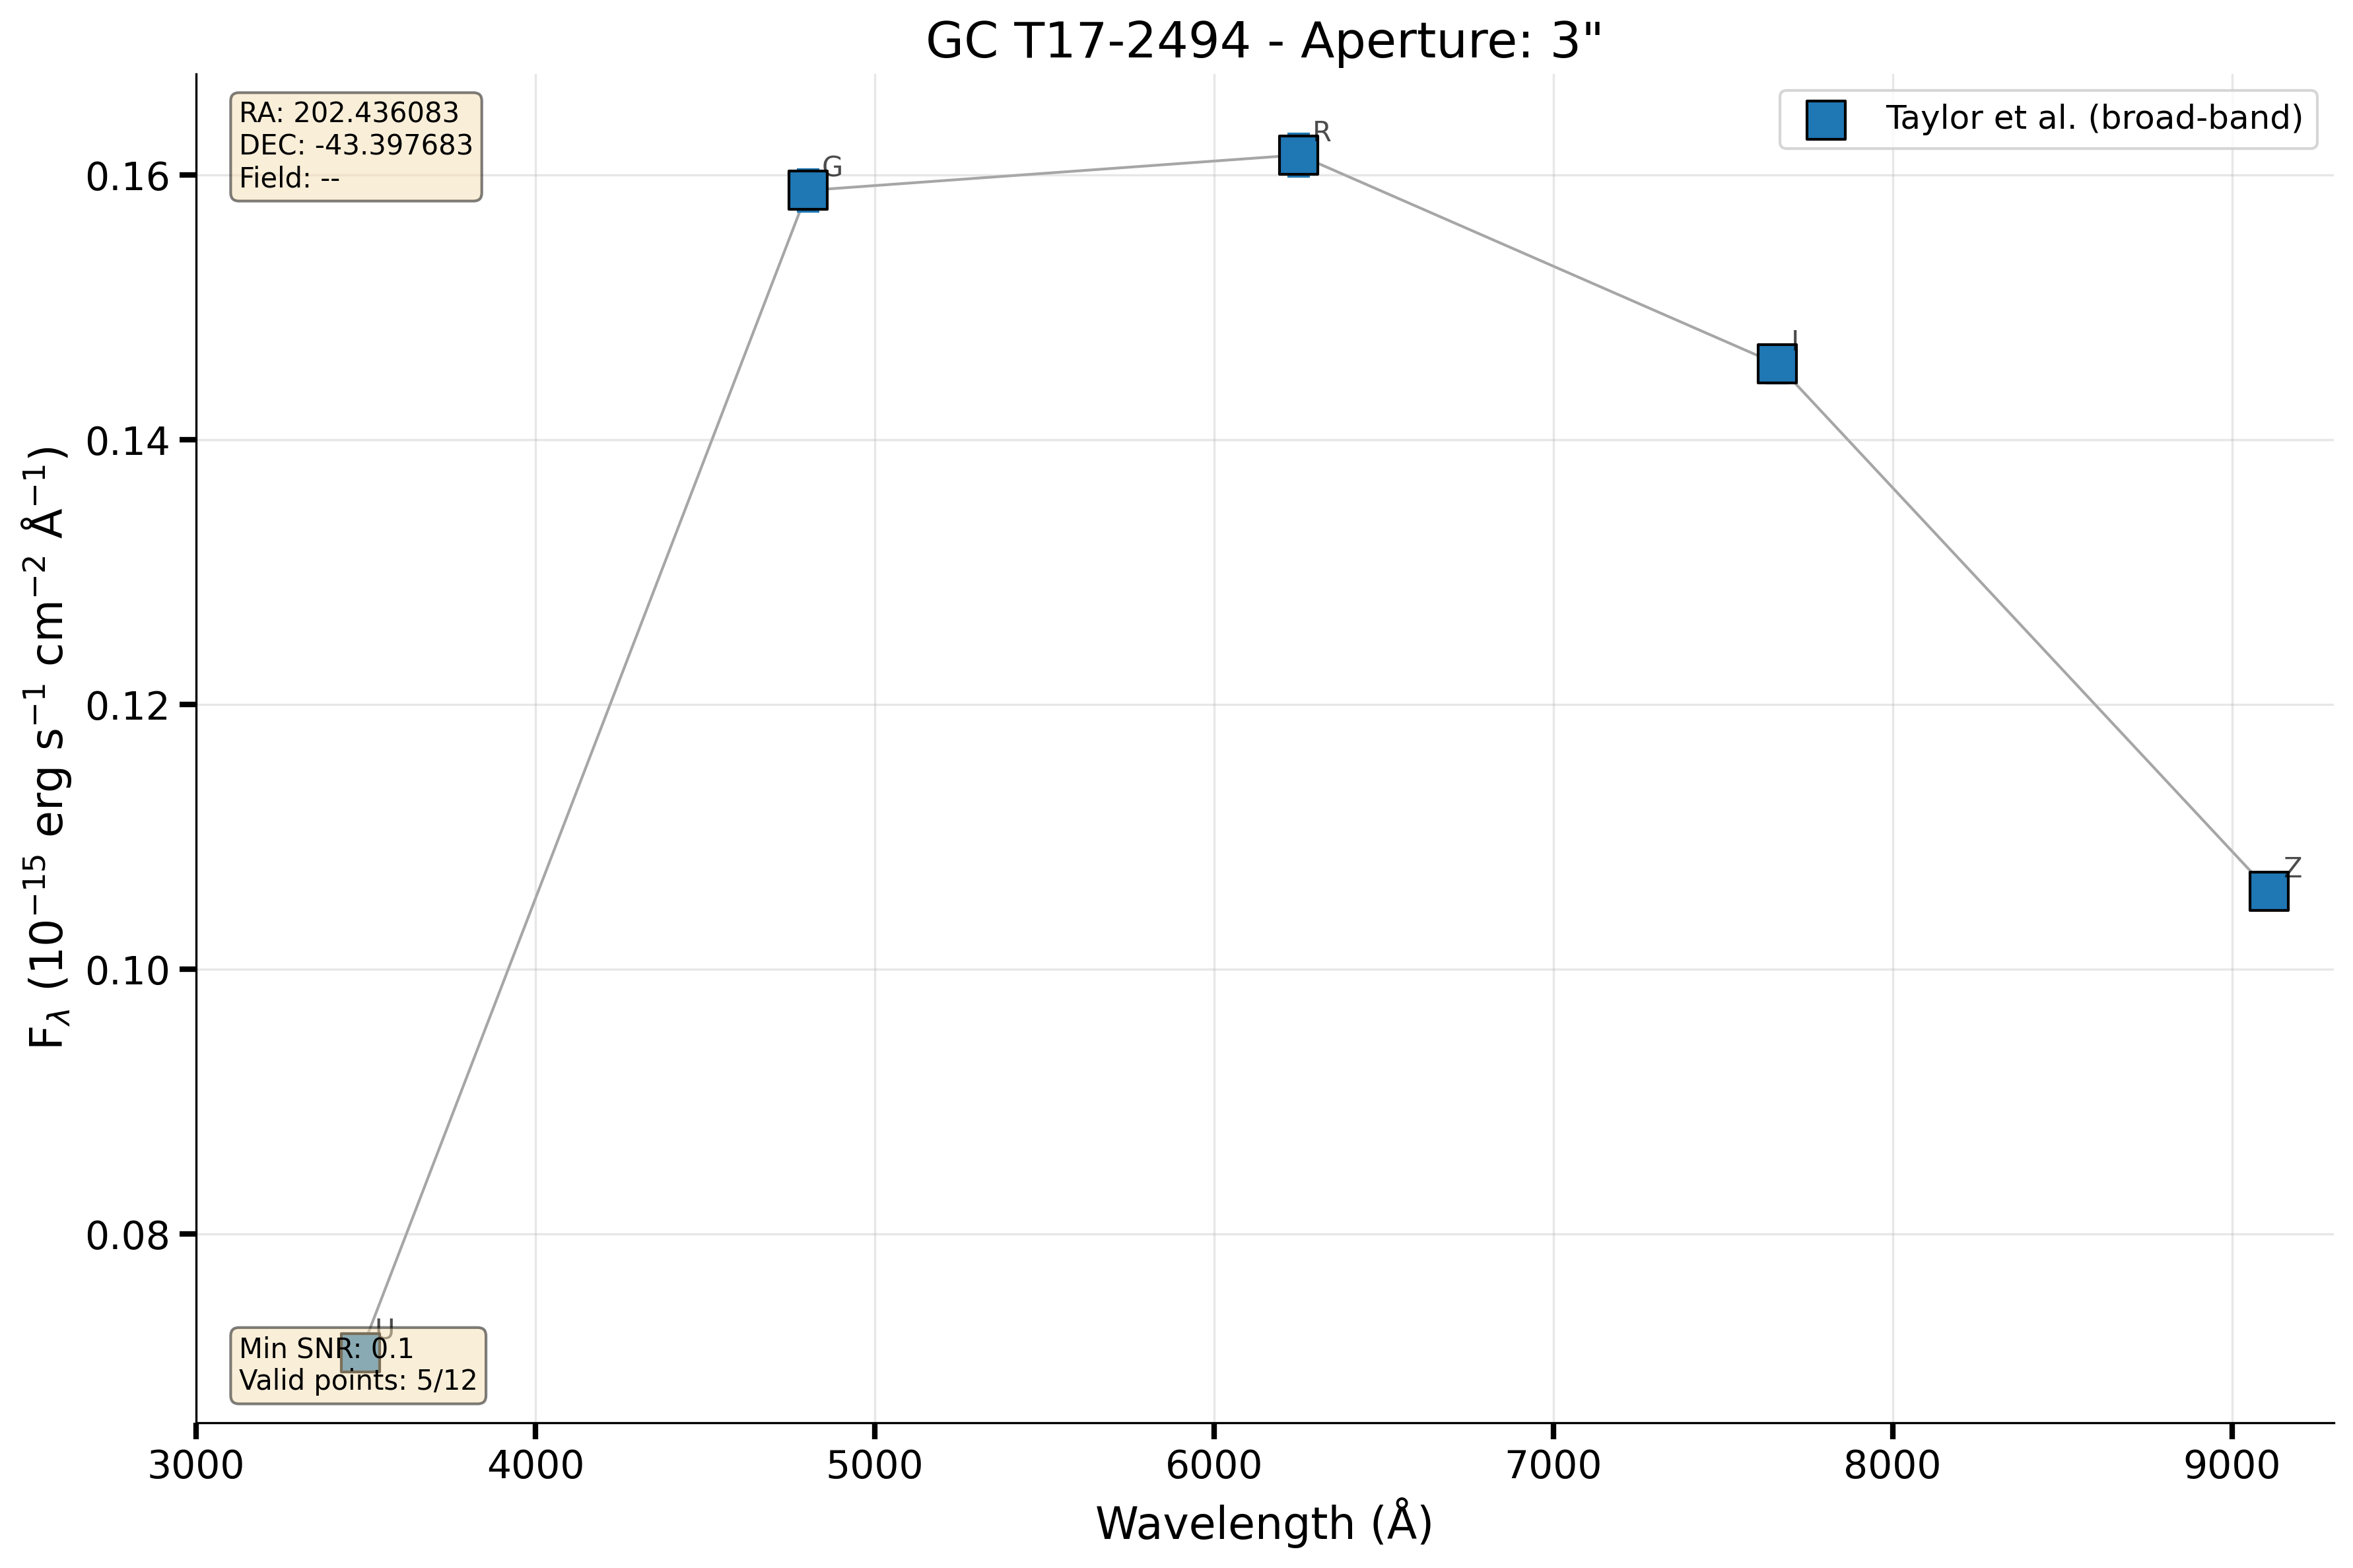 GC T17-2494 - Aperture: 3"
RA: 202.436083
DEC: -43.397683
Field: --
Taylor et al. (broad-band)
G
R
I
Z
U
Min SNR: 0.1
Valid points: 5/12
0.16
0.14
0.12
0.10
0.08
F_λ (10⁻¹⁵ erg s⁻¹ cm⁻² Å⁻¹)
3000 4000 5000 6000 7000 8000 9000
Wavelength (Å)